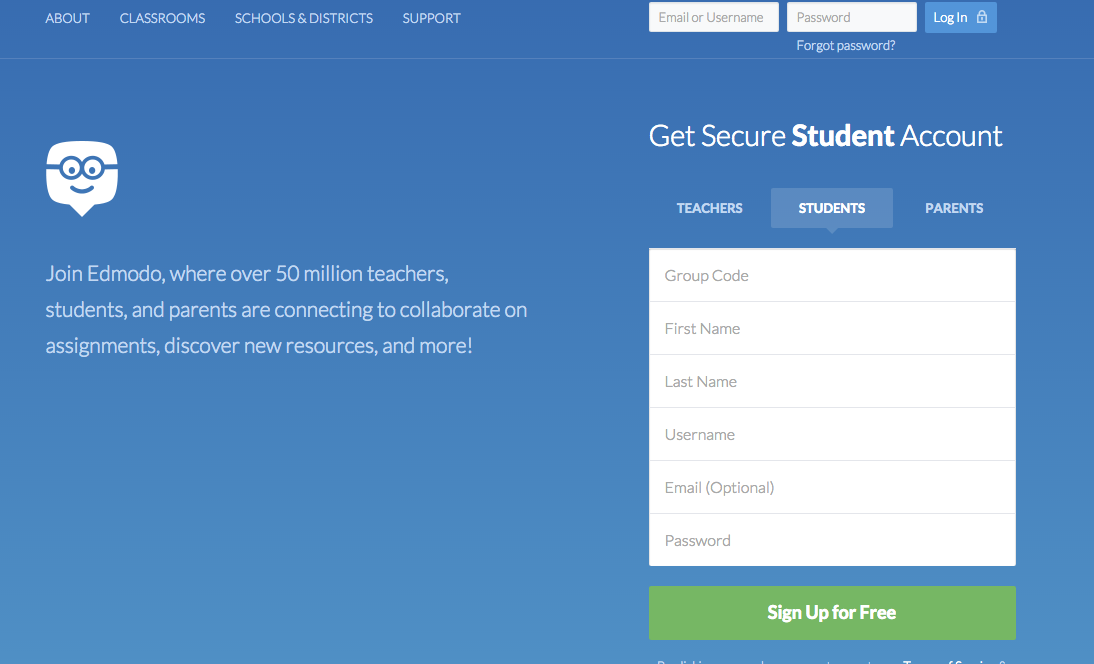 ABOUT CLASSROOMS SCHOOLS & DISTRICTS SUPPORT
Email or Username Password Log In
Forgot password?
Get Secure Student Account
TEACHERS STUDENTS PARENTS
Join Edmodo, where over 50 million teachers,
students, and parents are connecting to collaborate on
assignments, discover new resources, and more!
Group Code
First Name
Last Name
Username
Email (Optional)
Password
Sign Up for Free